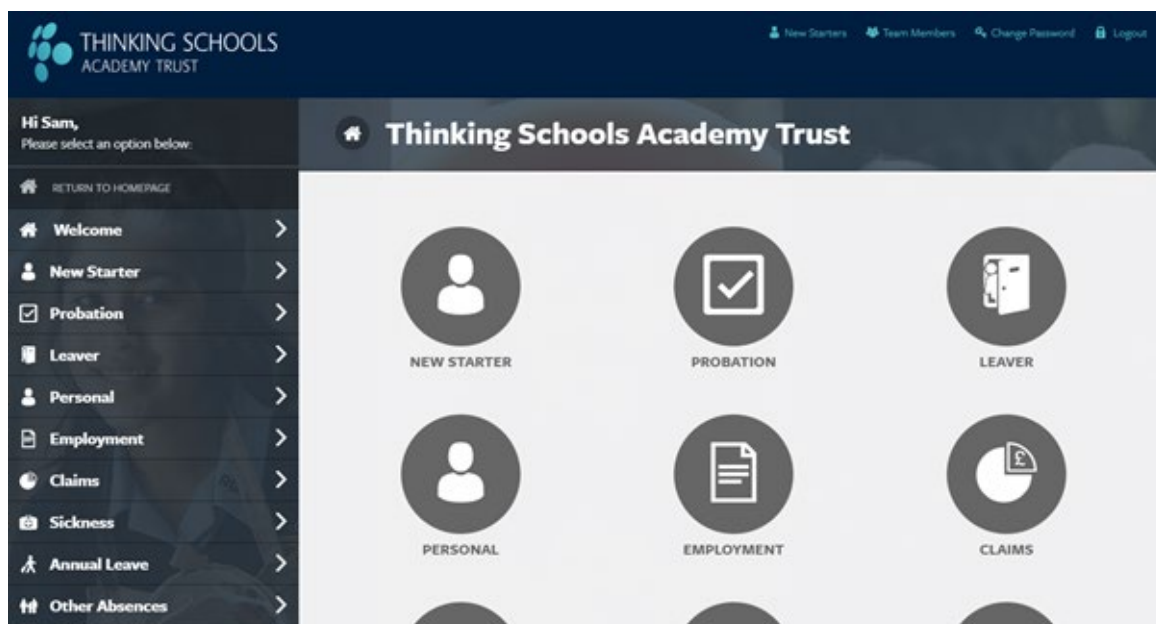 THINKING SCHOOLS
ACADEMY TRUST
New Starters Team Members Change Password Logout
Hi Sam,
Please select an option below:
Thinking Schools Academy Trust
RETURN TO HOMEPAGE
Welcome
New Starter
Probation
Leaver
Personal
Employment
Claims
Sickness
Annual Leave
Other Absences
NEW STARTER
PROBATION
LEAVER
PERSONAL
EMPLOYMENT
£
CLAIMS